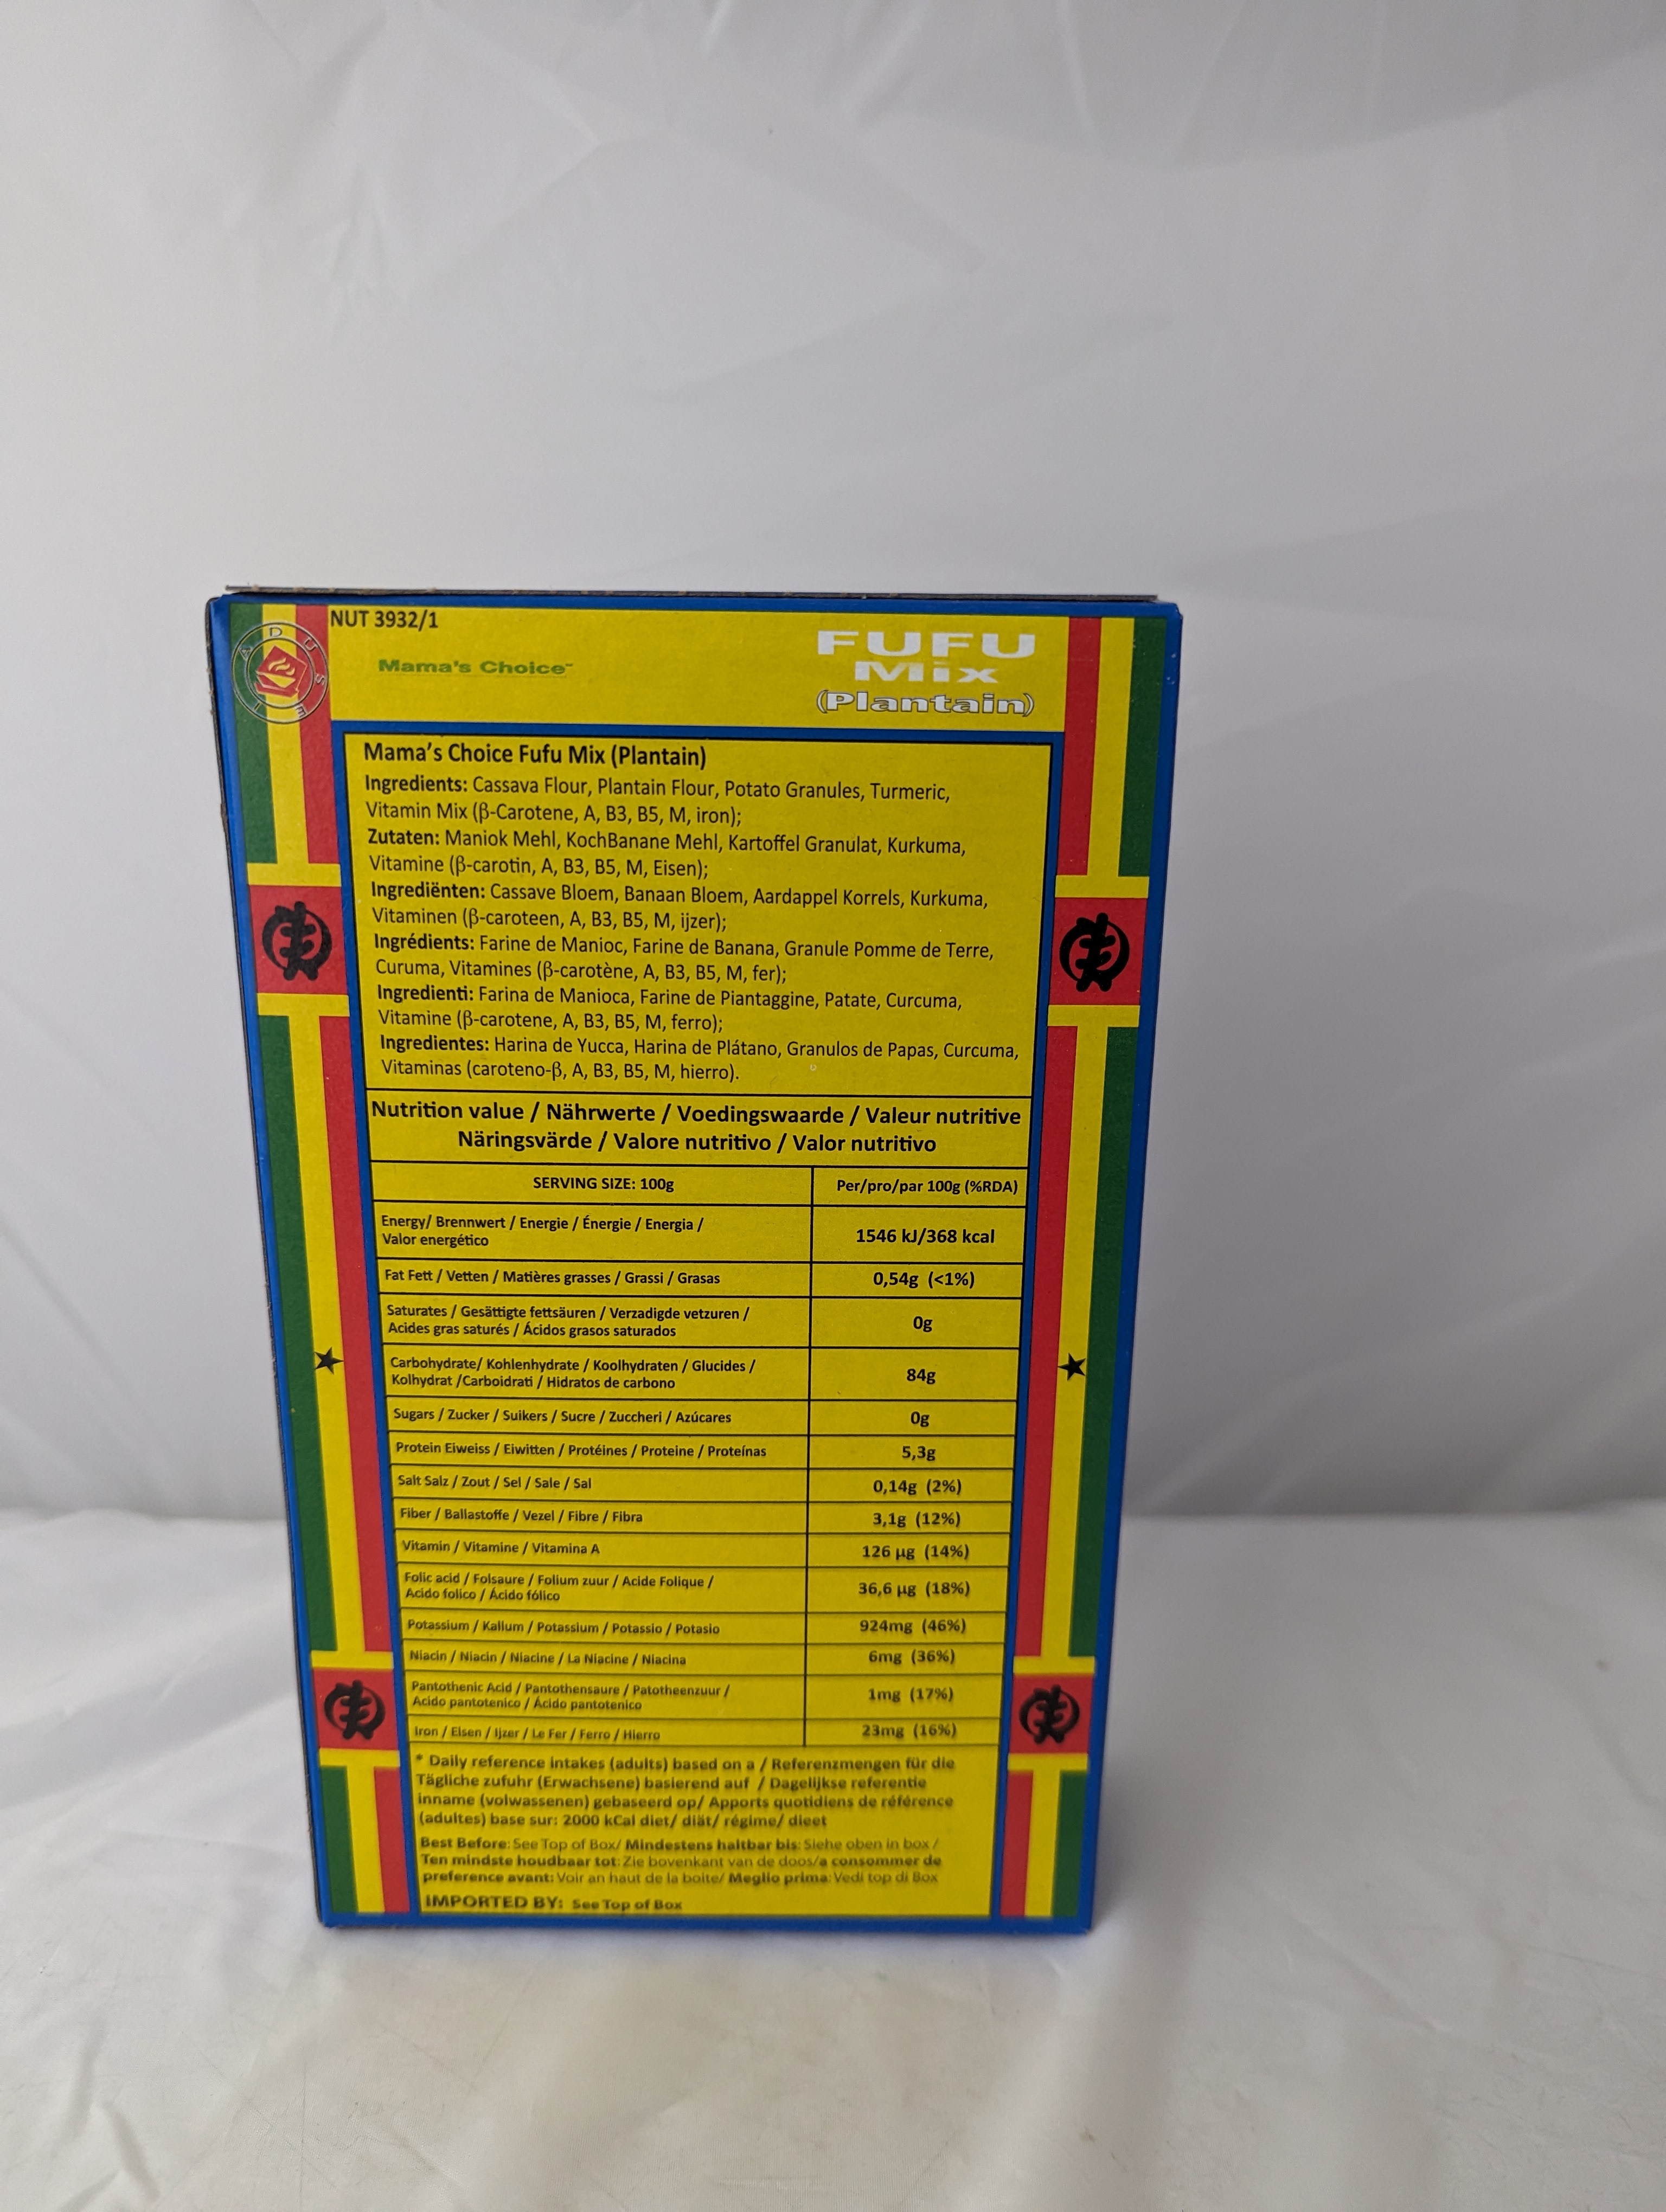 NUT 3932/1
ADUSEI
Mama's Choice™
FUFU
Mix
(Plantain)
Mama's Choice Fufu Mix (Plantain)
Ingredients: Cassava Flour, Plantain Flour, Potato Granules, Turmeric,
Vitamin Mix (β-Carotene, A, B3, B5, M, iron);
Zutaten: Maniok Mehl, KochBanane Mehl, Kartoffel Granulat, Kurkuma,
Vitamine (β-carotin, A, B3, B5, M, Eisen);
Ingrediënten: Cassave Bloem, Banaan Bloem, Aardappel Korrels, Kurkuma,
Vitaminen (β-caroteen, A, B3, B5, M, ijzer);
Ingrédients: Farine de Manioc, Farine de Banana, Granule Pomme de Terre,
Curuma, Vitamines (β-carotène, A, B3, B5, M, fer);
Ingredienti: Farina de Manioca, Farine de Piantaggine, Patate, Curcuma,
Vitamine (β-carotene, A, B3, B5, M, ferro);
Ingredientes: Harina de Yucca, Harina de Plátano, Granulos de Papas, Curcuma,
Vitaminas (caroteno-β, A, B3, B5, M, hierro).
Nutrition value / Nährwerte / Voedingswaarde / Valeur nutritive
Näringsvärde / Valore nutritivo / Valor nutritivo
SERVING SIZE: 100g Per/pro/par 100g (%RDA)
Energy/ Brennwert / Energie / Énergie / Energia /
Valor energético 1546 kJ/368 kcal
Fat Fett / Vetten / Matières grasses / Grassi / Grasas 0,54g (<1%)
Saturates / Gesättigte fettsäuren / Verzadigde vetzuren /
Acides gras saturés / Ácidos grasos saturados 0g
Carbohydrate/ Kohlenhydrate / Koolhydraten / Glucides /
Kolhydrat /Carboidrati / Hidratos de carbono 84g
Sugars / Zucker / Suikers / Sucre / Zuccheri / Azúcares 0g
Protein Eiweiss / Eiwitten / Protéines / Proteine / Proteínas 5,3g
Salt Salz / Zout / Sel / Sale / Sal 0,14g (2%)
Fiber / Ballastoffe / Vezel / Fibre / Fibra 3,1g (12%)
Vitamin / Vitamine / Vitamina A 126 µg (14%)
Folic acid / Folsaure / Folium zuur / Acide Folique /
Acido folico / Ácido fólico 36,6 µg (18%)
Potassium / Kalium / Potassium / Potassio / Potasio 924mg (46%)
Niacin / Niacin / Niacine / La Niacine / Niacina 6mg (36%)
Pantothenic Acid / Pantothensaure / Patotheenzuur /
Acido pantotenico / Ácido pantotenico 1mg (17%)
Iron / Eisen / Ijzer / Le Fer / Ferro / Hierro 23mg (16%)
* Daily reference intakes (adults) based on a / Referenzmengen für die
Tägliche zufuhr (Erwachsene) basierend auf / Dagelijkse referentie
inname (volwassenen) gebaseerd op/ Apports quotidiens de référence
(adultes) base sur: 2000 kCal diet/ diät/ régime/ dieet
Best Before: See Top of Box/ Mindestens haltbar bis: Siehe oben in box /
Ten mindste houdbaar tot: Zie bovenkant van de doos/a consommer de
preference avant: Voir an haut de la boite/ Meglio prima: Vedi top di Box
IMPORTED BY: See Top of Box